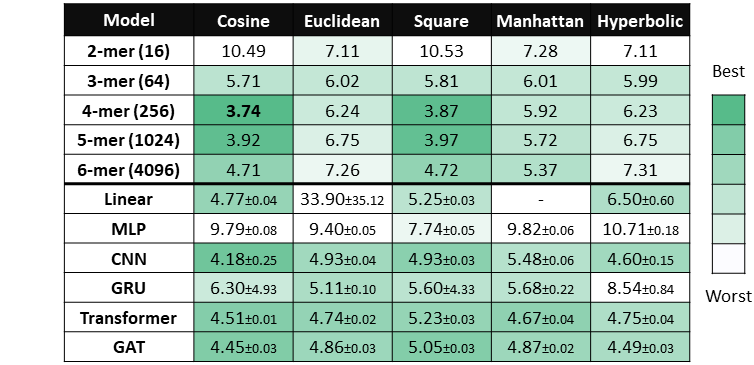 Model Cosine Euclidean Square Manhattan Hyperbolic
2-mer (16) 10.49 7.11 10.53 7.28 7.11
3-mer (64) 5.71 6.02 5.81 6.01 5.99
Best
4-mer (256) 3.74 6.24 3.87 5.92 6.23
5-mer (1024) 3.92 6.75 3.97 5.72 6.75
6-mer (4096) 4.71 7.26 4.72 5.37 7.31
Linear 4.77±0.04 33.90±35.12 5.25±0.03 - 6.50±0.60
MLP 9.79±0.08 9.40±0.05 7.74±0.05 9.82±0.06 10.71±0.18
CNN 4.18±0.25 4.93±0.04 4.93±0.03 5.48±0.06 4.60±0.15
GRU 6.30±4.93 5.11±0.10 5.60±4.33 5.68±0.22 8.54±0.84
Worst
Transformer 4.51±0.01 4.74±0.02 5.23±0.03 4.67±0.04 4.75±0.04
GAT 4.45±0.03 4.86±0.03 5.05±0.03 4.87±0.02 4.49±0.03